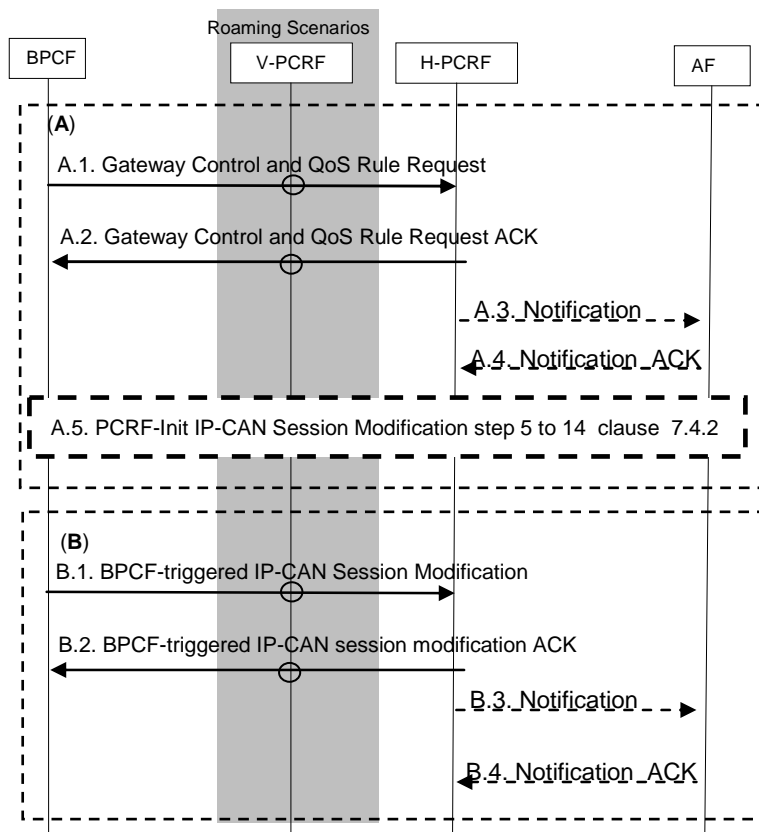 Roaming Scenarios
BPCF
V-PCRF
H-PCRF
AF
(A)
A.1. Gateway Control and QoS Rule Request
A.2. Gateway Control and QoS Rule Request ACK
A.3. Notification
A.4. Notification ACK
A.5. PCRF-Init IP-CAN Session Modification step 5 to 14 clause 7.4.2
(B)
B.1. BPCF-triggered IP-CAN Session Modification
B.2. BPCF-triggered IP-CAN session modification ACK
B.3. Notification
B.4. Notification ACK